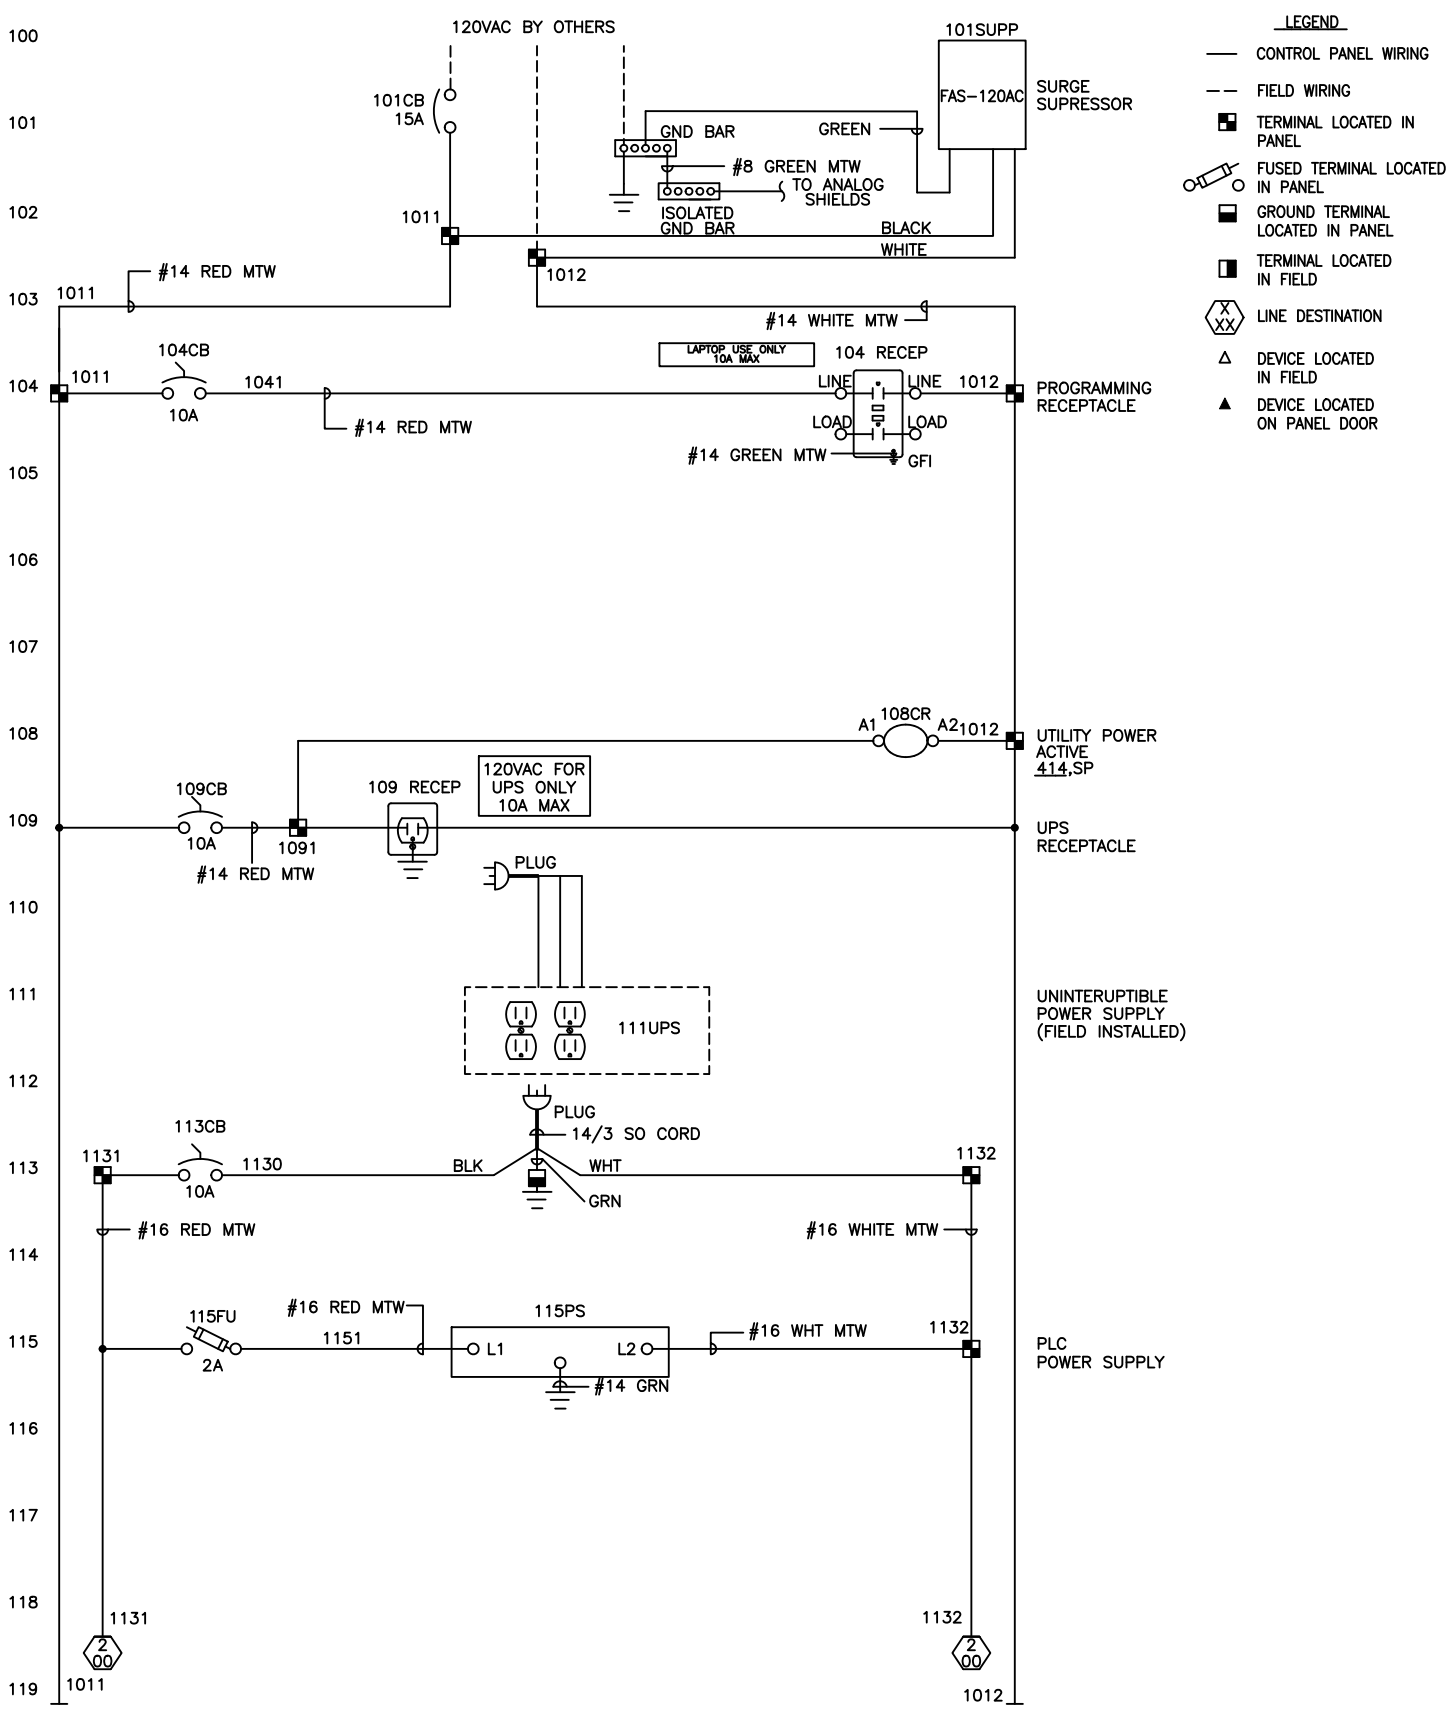 100
120VAC BY OTHERS
101SUPP
LEGEND
CONTROL PANEL WIRING
FIELD WIRING
TERMINAL LOCATED IN
PANEL
FUSED TERMINAL LOCATED
IN PANEL
GROUND TERMINAL
LOCATED IN PANEL
TERMINAL LOCATED
IN FIELD
X
XX
LINE DESTINATION
DEVICE LOCATED
IN FIELD
DEVICE LOCATED
ON PANEL DOOR
FAS-120AC
SURGE
SUPRESSOR
101CB
15A
101
GND BAR
GREEN
#8 GREEN MTW
TO ANALOG
SHIELDS
102
1011
ISOLATED
GND BAR
BLACK
WHITE
#14 RED MTW
1012
103
1011
#14 WHITE MTW
104CB
LAPTOP USE ONLY
10A MAX
104 RECEP
104
1011
10A
1041
LINE
LINE
1012
PROGRAMMING
RECEPTACLE
#14 RED MTW
LOAD
LOAD
#14 GREEN MTW
GFI
105
106
107
108
108CR
A1
A2
1012
UTILITY POWER
ACTIVE
414,SP
109CB
109 RECEP
120VAC FOR
UPS ONLY
10A MAX
109
10A
1091
UPS
RECEPTACLE
#14 RED MTW
PLUG
110
111
UNINTERUPTIBLE
POWER SUPPLY
(FIELD INSTALLED)
111UPS
112
PLUG
14/3 SO CORD
113CB
113
1131
10A
1130
BLK
WHT
1132
GRN
#16 RED MTW
#16 WHITE MTW
114
115FU
#16 RED MTW
115PS
115
2A
1151
L1
L2
#16 WHT MTW
1132
PLC
POWER SUPPLY
#14 GRN
116
117
118
1131
1132
2
00
2
00
119
1011
1012